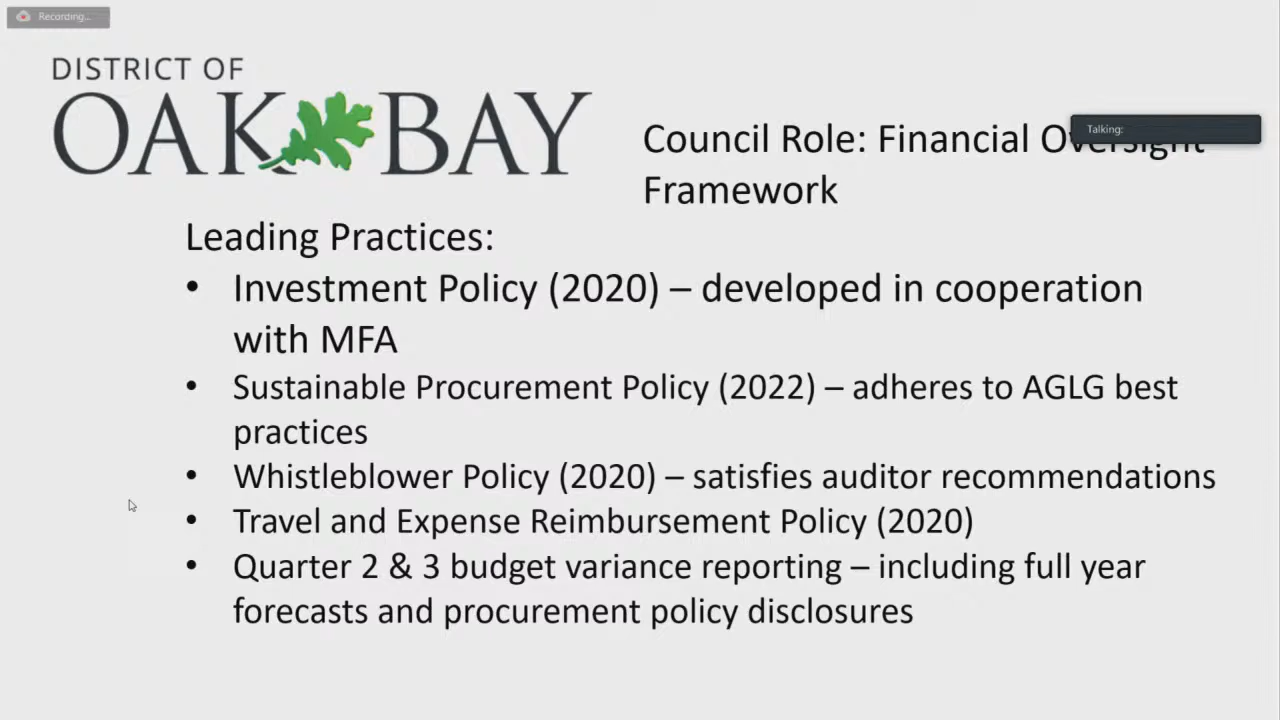 Recording...
DISTRICT OF
OAK BAY
Council Role: Financial Oversight
Talking:
Framework
Leading Practices:
• Investment Policy (2020) – developed in cooperation
with MFA
• Sustainable Procurement Policy (2022) – adheres to AGLG best
practices
• Whistleblower Policy (2020) – satisfies auditor recommendations
• Travel and Expense Reimbursement Policy (2020)
• Quarter 2 & 3 budget variance reporting – including full year
forecasts and procurement policy disclosures